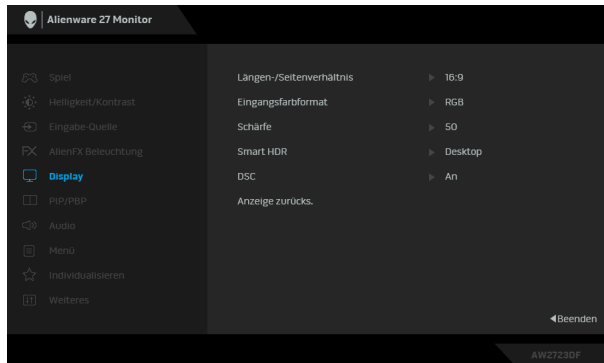 Alienware 27 Monitor
Spiel
Helligkeit/Kontrast
Eingabe-Quelle
AlienFX Beleuchtung
Display
PIP/PBP
Audio
Menü
Individualisieren
Weiteres
Längen-/Seitenverhältnis 16:9
Eingangsfarbformat RGB
Schärfe 50
Smart HDR Desktop
DSC An
Anzeige zurücks.
Beenden
AW2723DF